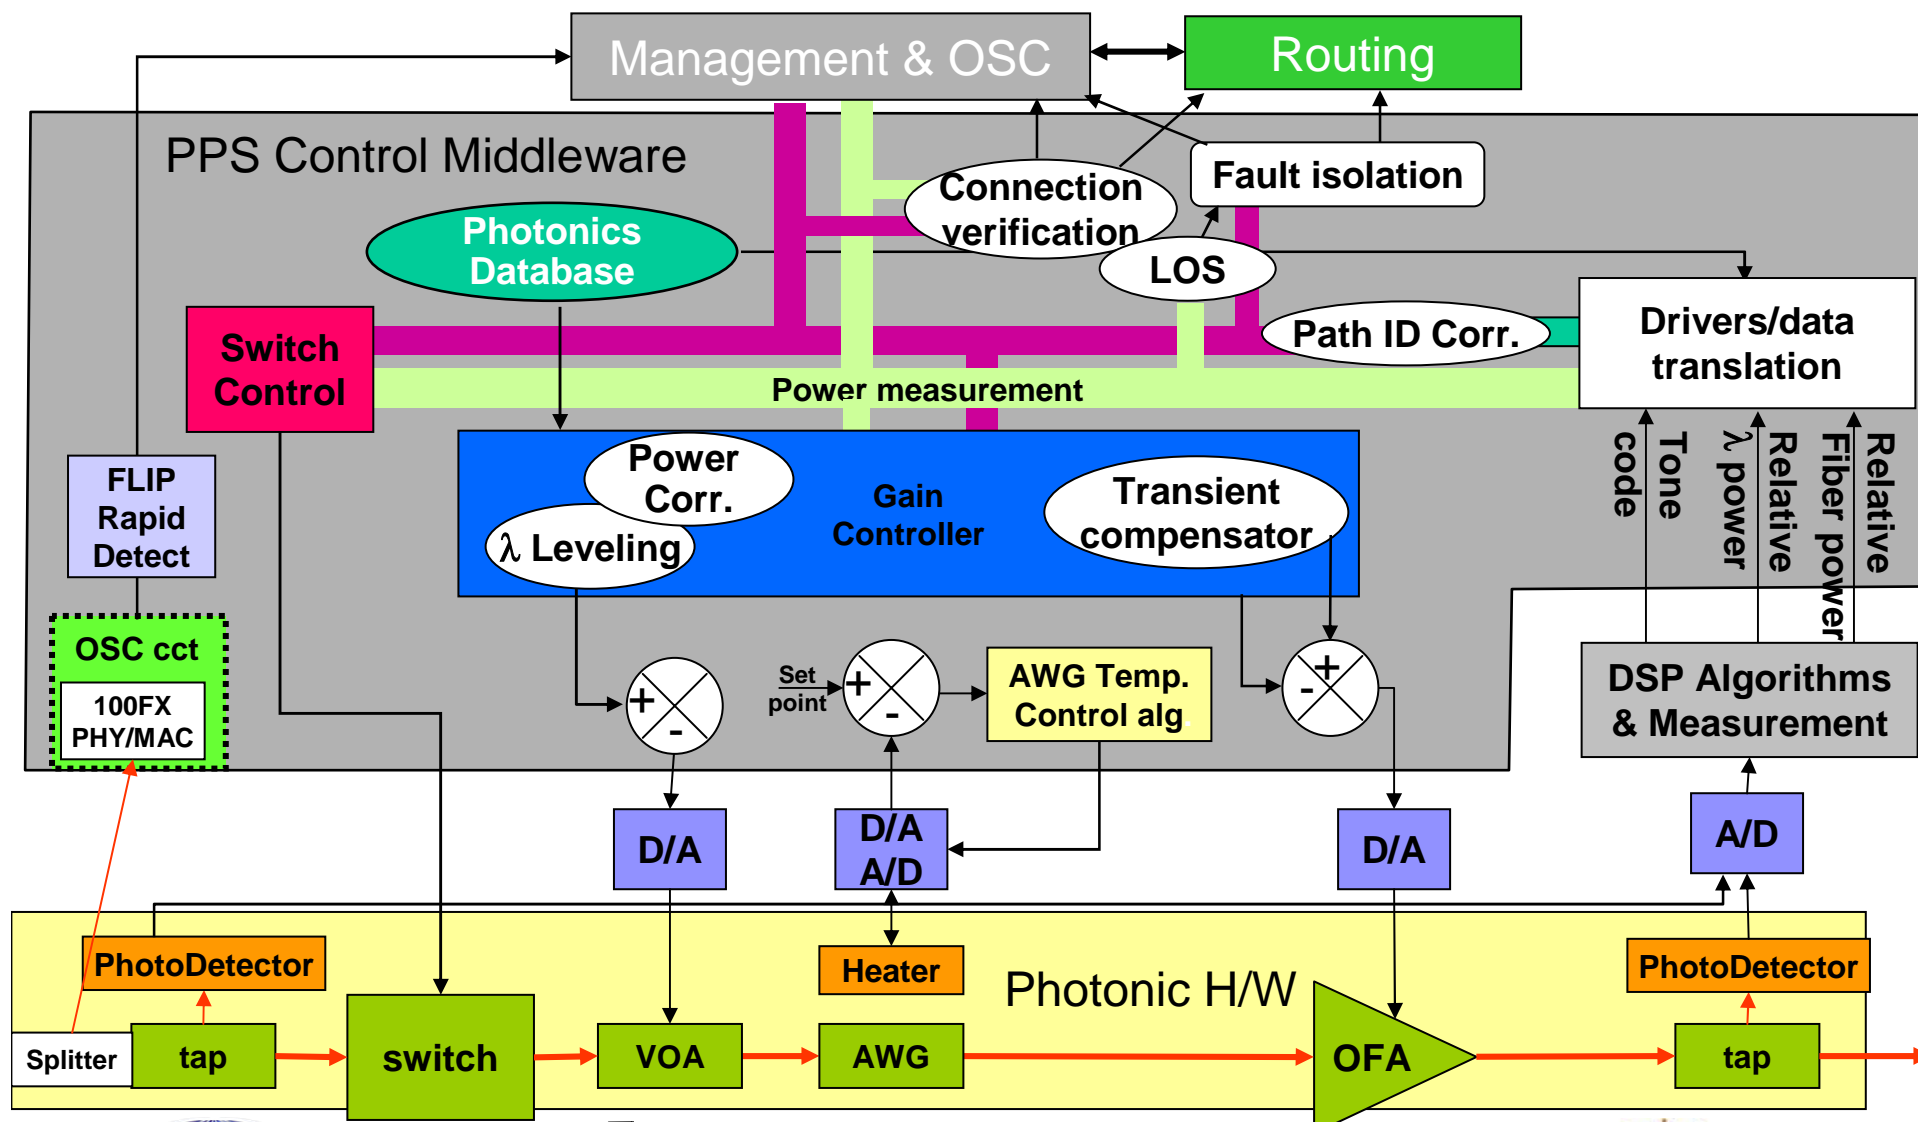 Management & OSC
Routing
PPS Control Middleware
Connection
verification
Fault isolation
Photonics
Database
LOS
Switch
Control
Path ID Corr.
Drivers/data
translation
Power measurement
FLIP
Rapid
Detect
Power
Corr.
λ Leveling
Gain
Controller
Transient
compensator
Tone
code
Relative
λ power
Relative
Fiber power
OSC cct
100FX
PHY/MAC
+
-
Set
point
+
-
AWG Temp.
Control alg.
+
-
DSP Algorithms
& Measurement
D/A
D/A
A/D
D/A
A/D
PhotoDetector
Heater
Photonic H/W
PhotoDetector
Splitter
tap
switch
VOA
AWG
OFA
tap